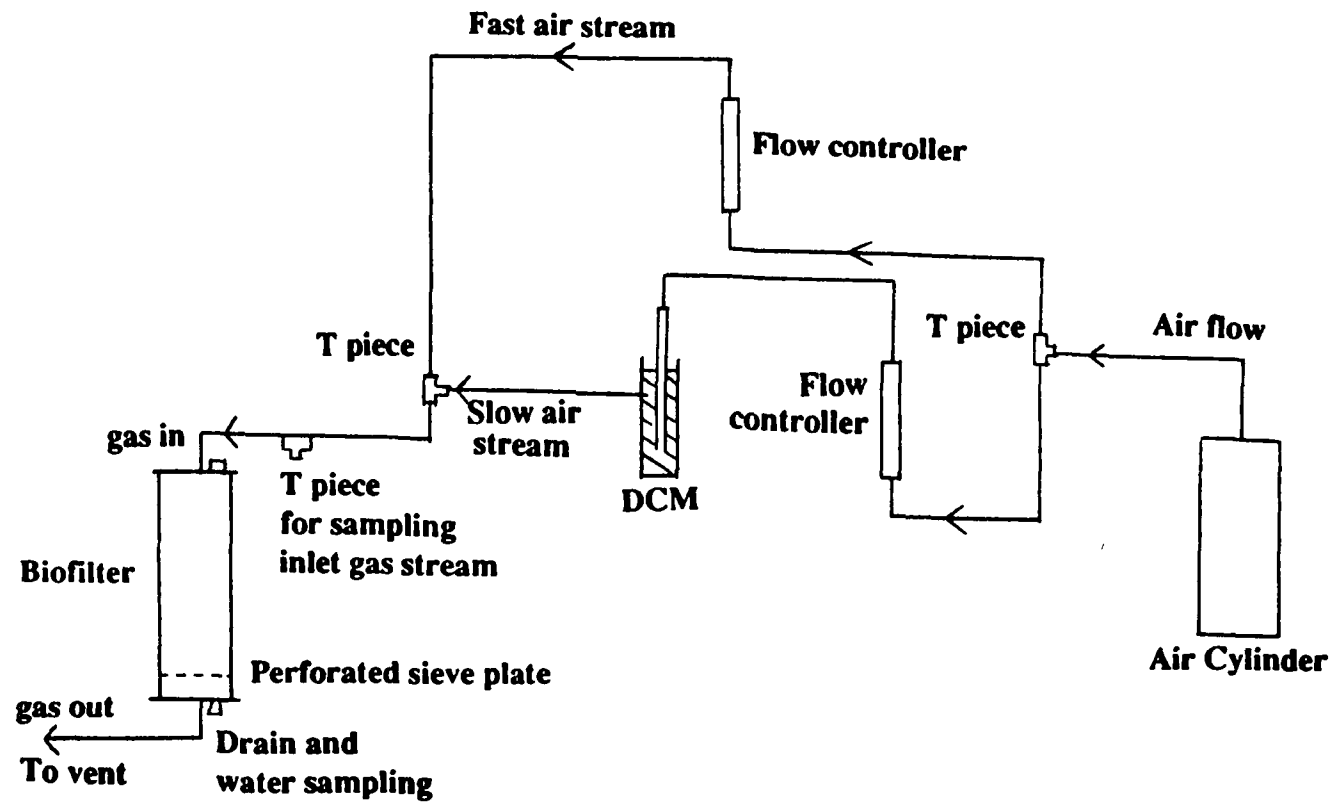 Fast air stream
Flow controller
T piece
Air flow
T piece
Flow
controller
Slow air
stream
gas in
DCM
T piece
for sampling
inlet gas stream
Biofilter
Air Cylinder
Perforated sieve plate
gas out
Drain and
water sampling
To vent